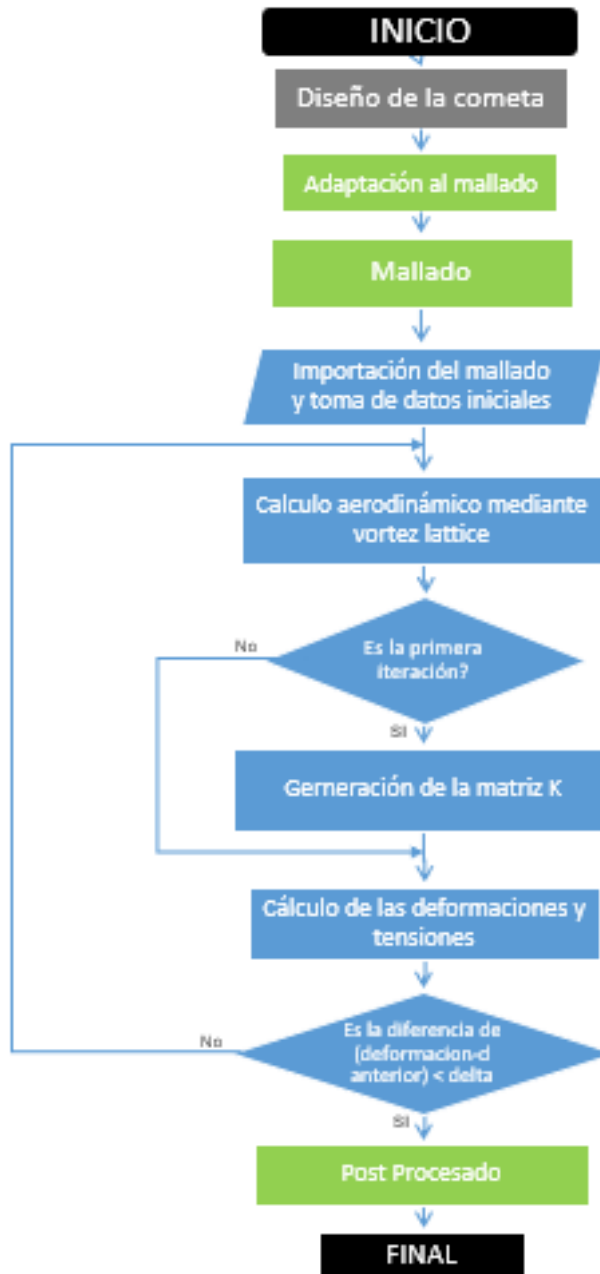 INICIO
Diseño de la cometa
Adaptación al mallado
Mallado
Importación del mallado
y toma de datos iniciales
Calculo aerodinámico mediante
vortez lattice
No
Es la primera
iteración?
SI
Gerneración de la matriz K
Cálculo de las deformaciones y
tensiones
No
Es la diferencia de
(deformacion-d
anterior) < delta
SI
Post Procesado
FINAL